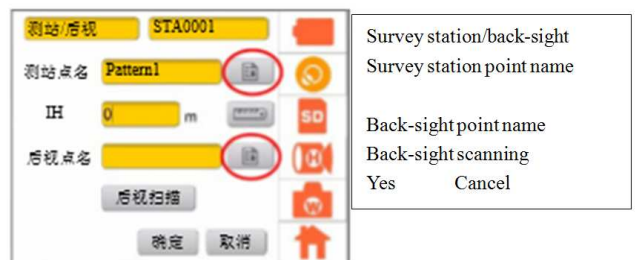 测站/后视 STA0001
测站点名 Pattern1
IH 0 m
后视点名
后视扫描
确定 取消
SD
H
W
Survey station/back-sight
Survey station point name
Back-sight point name
Back-sight scanning
Yes Cancel